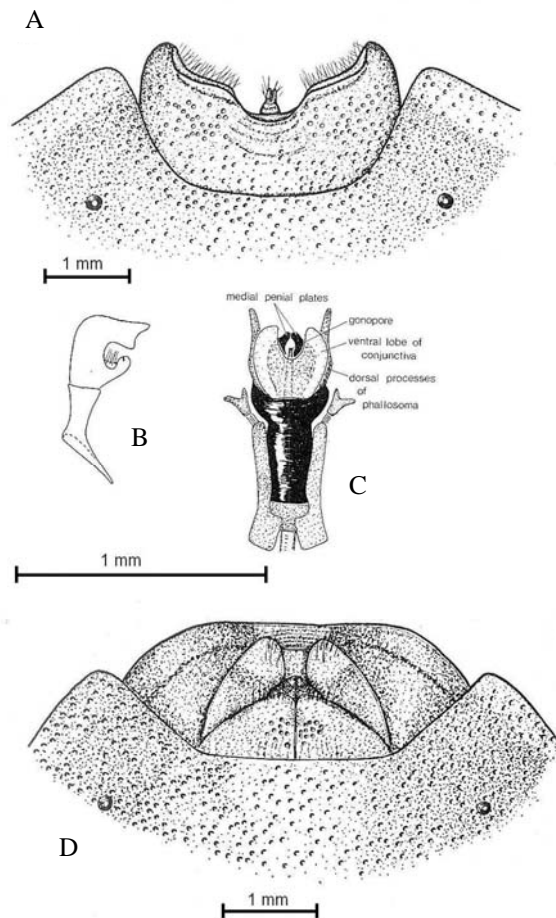 A
1 mm
medial penial plates
gonopore
ventral lobe of
conjunctiva
dorsal processes
of
phallosoma
B
C
1 mm
D
1 mm